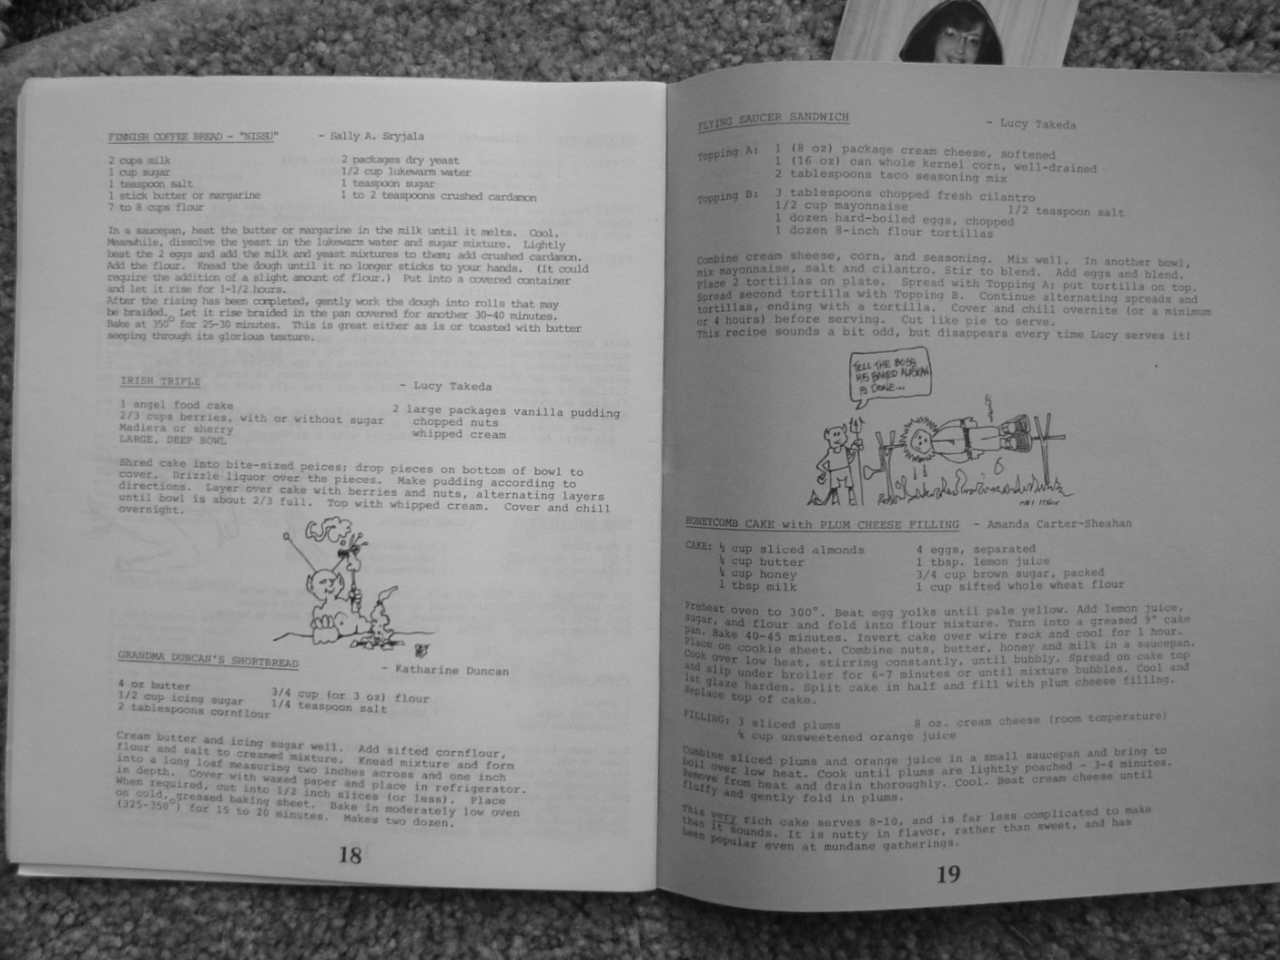 FINNISH COFFEE BREAD - "NISSU" - Sally A. Sryjala
2 cups milk 2 packages dry yeast
1 cup sugar 1/2 cup lukewarm water
1 teaspoon salt 1 teaspoon sugar
1 stick butter or margarine 1 to 2 teaspoons crushed cardamon
7 to 8 cups flour
In a saucepan, heat the butter or margarine in the milk until it melts. Cool.
Meanwhile, dissolve the yeast in the lukewarm water and sugar mixture. Lightly
beat the 2 eggs and add the milk and yeast mixtures to them; add crushed cardamon.
Add the flour. Knead the dough until it no longer sticks to your hands. (It could
require the addition of a slight amount of flour.) Put into a covered container
and let it rise for 1-1/2 hours.
After the rising has been completed, gently work the dough into rolls that may
be braided. Let it rise braided in the pan covered for another 30-40 minutes.
Bake at 350° for 25-30 minutes. This is great either as is or toasted with butter
seeping through its glorious texture.
IRISH TRIFLE - Lucy Takeda
1 angel food cake 2 large packages vanilla pudding
2/3 cups berries, with or without sugar chopped nuts
Madiera or sherry whipped cream
LARGE, DEEP BOWL
Shred cake into bite-sized peices; drop pieces on bottom of bowl to
cover. Drizzle liquor over the pieces. Make pudding according to
directions. Layer over cake with berries and nuts, alternating layers
until bowl is about 2/3 full. Top with whipped cream. Cover and chill
overnight.
GRANDMA DUNCAN'S SHORTBREAD - Katharine Duncan
4 oz butter 3/4 cup (or 3 oz) flour
1/2 cup icing sugar 1/4 teaspoon salt
2 tablespoons cornflour
Cream butter and icing sugar well. Add sifted cornflour,
flour and salt to creamed mixture. Knead mixture and form
into a long loaf measuring two inches across and one inch
in depth. Cover with waxed paper and place in refrigerator.
When required, cut into 1/2 inch slices (or less). Place
on cold, greased baking sheet. Bake in moderately low oven
(325-350°) for 15 to 20 minutes. Makes two dozen.
18
FLYING SAUCER SANDWICH - Lucy Takeda
Topping A: 1 (8 oz) package cream cheese, softened
1 (16 oz) can whole kernel corn, well-drained
2 tablespoons taco seasoning mix
Topping B: 3 tablespoons chopped fresh cilantro
1/2 cup mayonnaise 1/2 teaspoon salt
1 dozen hard-boiled eggs, chopped
1 dozen 8-inch flour tortillas
Combine cream sheese, corn, and seasoning. Mix well. In another bowl,
mix mayonnaise, salt and cilantro. Stir to blend. Add eggs and blend.
Place 2 tortillas on plate. Spread with Topping A; put tortilla on top.
Spread second tortilla with Topping B. Continue alternating spreads and
tortillas, ending with a tortilla. Cover and chill overnite (or a minimum
or 4 hours) before serving. Cut like pie to serve.
This recipe sounds a bit odd, but disappears every time Lucy serves it!
TELL THE BOSS
HIS BAKED ALASKAN
IS DONE...
HONEYCOMB CAKE with PLUM CHEESE FILLING - Amanda Carter-Sheahan
CAKE: cup sliced almonds 4 eggs, separated
cup butter 1 tbsp. lemon juice
cup honey 3/4 cup brown sugar, packed
1 tbsp milk 1 cup sifted whole wheat flour
Preheat oven to 300°. Beat egg yolks until pale yellow. Add lemon juice,
sugar, and flour and fold into flour mixture. Turn into a greased 9" cake
pan. Bake 40-45 minutes. Invert cake over wire rack and cool for 1 hour.
Place on cookie sheet. Combine nuts, butter, honey and milk in a saucepan.
Cook over low heat, stirring constantly, until bubbly. Spread on cake top
and slip under broiler for 6-7 minutes or until mixture bubbles. Cool and
let glaze harden. Split cake in half and fill with plum cheese filling.
Replace top of cake.
FILLING: 3 sliced plums 8 oz. cream cheese (room temperature)
cup unsweetened orange juice
Combine sliced plums and orange juice in a small saucepan and bring to
boil over low heat. Cook until plums are lightly poached - 3-4 minutes.
Remove from heat and drain thoroughly. Cool. Beat cream cheese until
fluffy and gently fold in plums.
This very rich cake serves 8-10, and is far less complicated to make
than it sounds. It is nutty in flavor, rather than sweet, and has
been popular even at mundane gatherings.
19